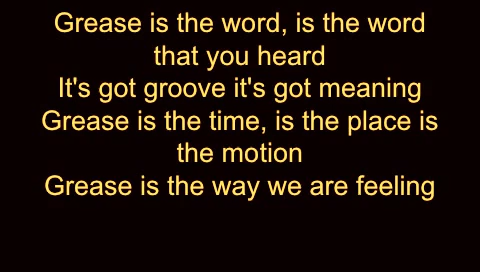 Grease is the word, is the word
that you heard
It's got groove it's got meaning
Grease is the time, is the place is
the motion
Grease is the way we are feeling